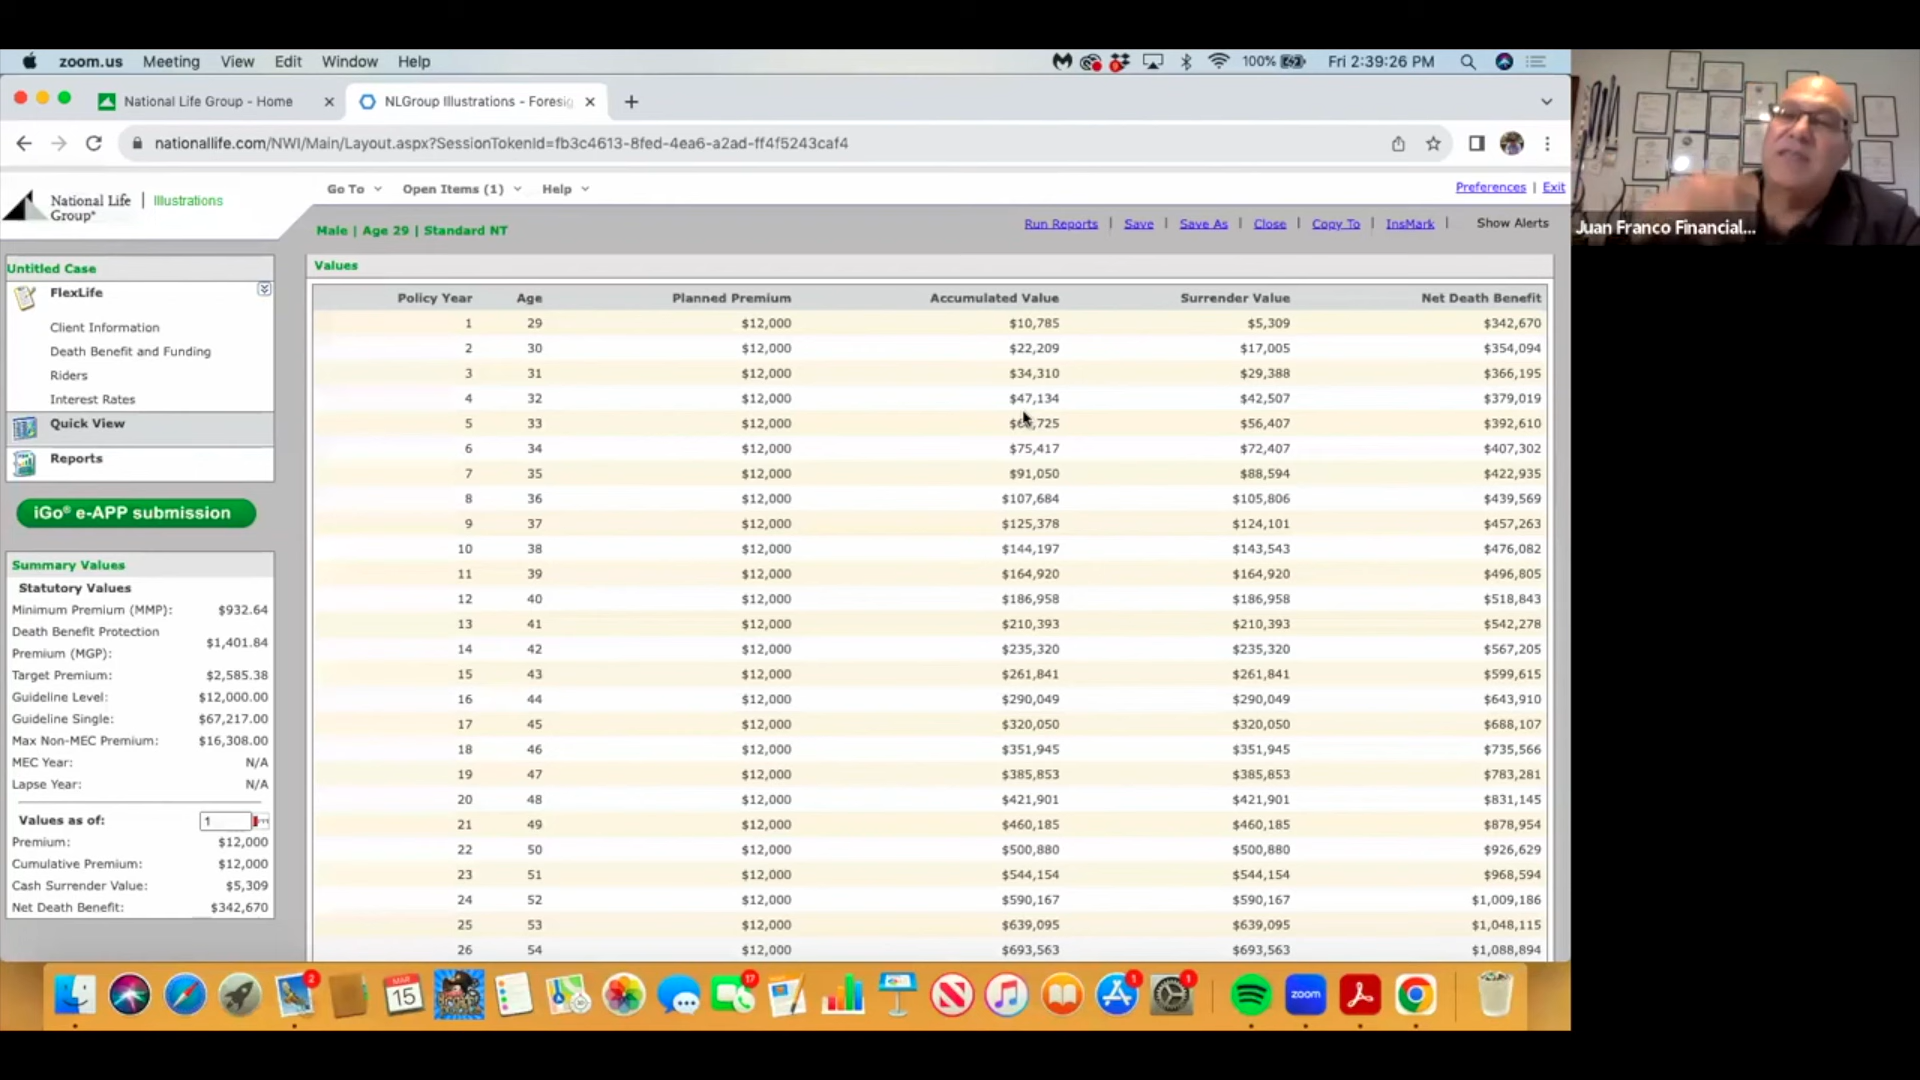 zoom.us Meeting View Edit Window Help 100% Fri 2:39:26 PM
National Life Group - Home NLGroup Illustrations - Foresig
nationallife.com/NWI/Main/Layout.aspx?SessionTokenId=fb3c4613-8fed-4ea6-a2ad-ff4f5243caf4
National Life Group® | Illustrations
Go To Open Items (1) Help Preferences | Exit
Male | Age 29 | Standard NT Run Reports | Save | Save As | Close | Copy To | InsMark | Show Alerts
Juan Franco Financial...
Untitled Case
FlexLife
Client Information
Death Benefit and Funding
Riders
Interest Rates
Quick View
Reports
iGo® e-APP submission
Summary Values
Statutory Values
Minimum Premium (MMP): $932.64
Death Benefit Protection
Premium (MGP): $1,401.84
Target Premium: $2,585.38
Guideline Level: $12,000.00
Guideline Single: $67,217.00
Max Non-MEC Premium: $16,308.00
MEC Year: N/A
Lapse Year: N/A
Values as of: 1
Premium: $12,000
Cumulative Premium: $12,000
Cash Surrender Value: $5,309
Net Death Benefit: $342,670
Values
Policy Year Age Planned Premium Accumulated Value Surrender Value Net Death Benefit
1 29 $12,000 $10,785 $5,309 $342,670
2 30 $12,000 $22,209 $17,005 $354,094
3 31 $12,000 $34,310 $29,388 $366,195
4 32 $12,000 $47,134 $42,507 $379,019
5 33 $12,000 $56,407 $392,610
6 34 $12,000 $75,417 $72,407 $407,302
7 35 $12,000 $91,050 $88,594 $422,935
8 36 $12,000 $107,684 $105,806 $439,569
9 37 $12,000 $125,378 $124,101 $457,263
10 38 $12,000 $144,197 $143,543 $476,082
11 39 $12,000 $164,920 $164,920 $496,805
12 40 $12,000 $186,958 $186,958 $518,843
13 41 $12,000 $210,393 $210,393 $542,278
14 42 $12,000 $235,320 $235,320 $567,205
15 43 $12,000 $261,841 $261,841 $599,615
16 44 $12,000 $290,049 $290,049 $643,910
17 45 $12,000 $320,050 $320,050 $688,107
18 46 $12,000 $351,945 $351,945 $735,566
19 47 $12,000 $385,853 $385,853 $783,281
20 48 $12,000 $421,901 $421,901 $831,145
21 49 $12,000 $460,185 $460,185 $878,954
22 50 $12,000 $500,880 $500,880 $926,629
23 51 $12,000 $544,154 $544,154 $968,594
24 52 $12,000 $590,167 $590,167 $1,009,186
25 53 $12,000 $639,095 $639,095 $1,048,115
26 54 $12,000 $693,563 $693,563 $1,088,894
2 MAR 15 17 1 1 zoom